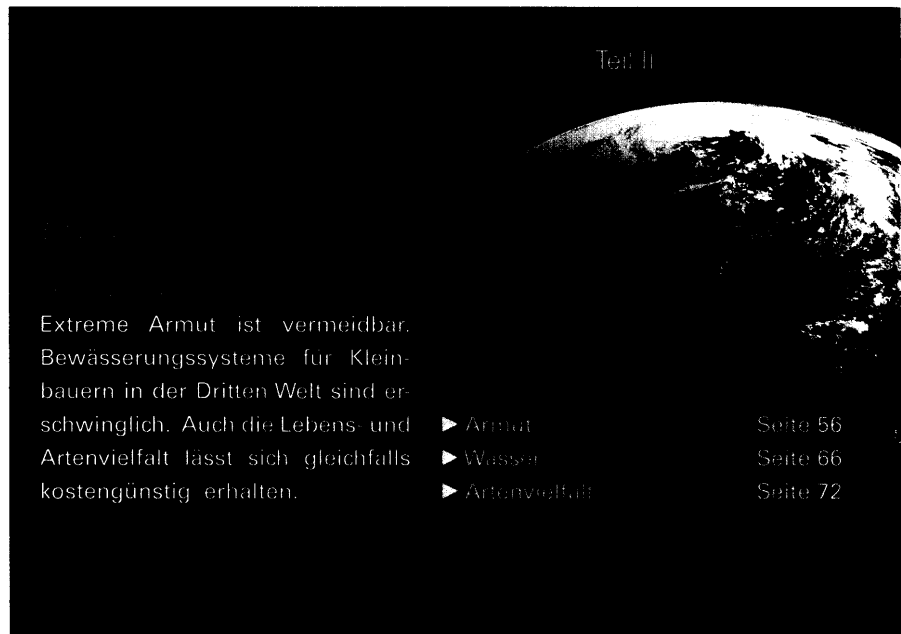 Teil II
Extreme Armut ist vermeidbar.
Bewässerungssysteme für Klein-
bauern in der Dritten Welt sind er-
schwinglich. Auch die Lebens- und
Artenvielfalt lässt sich gleichfalls
kostengünstig erhalten.
▶ Armut Seite 56
▶ Wasser Seite 66
▶ Artenvielfalt Seite 72